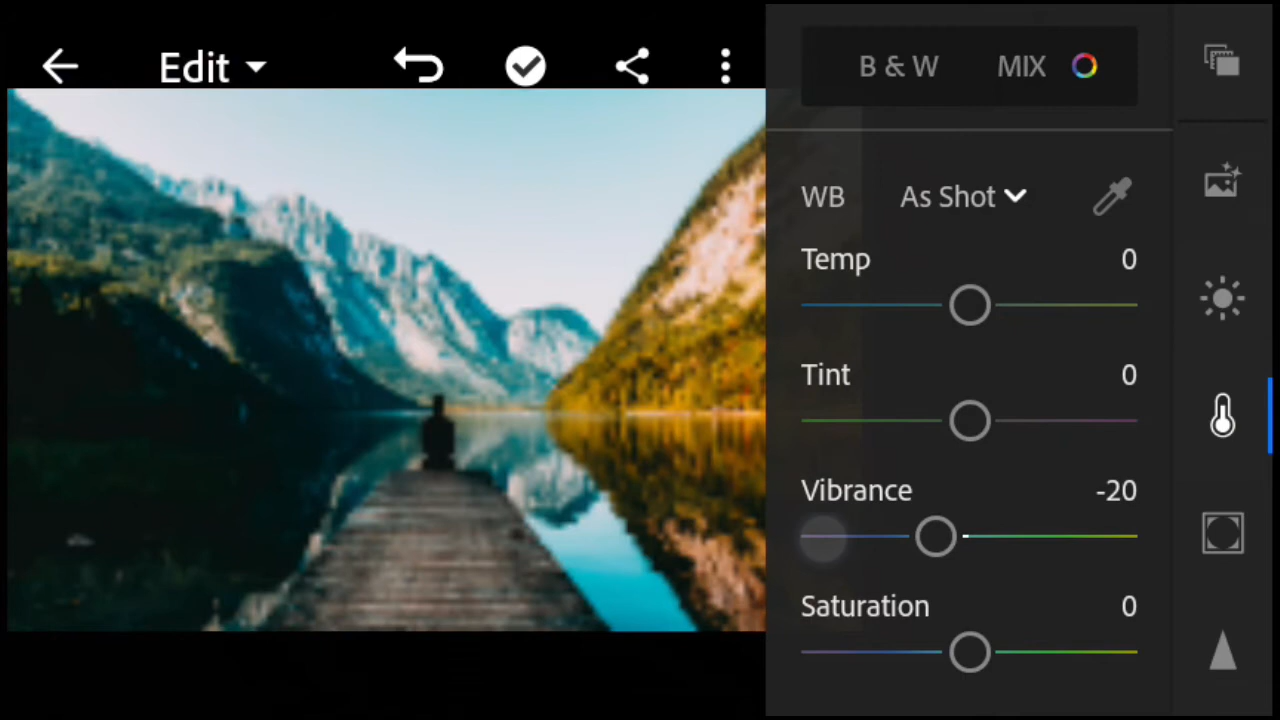 Edit
B & W MIX
WB As Shot
Temp 0
Tint 0
Vibrance -20
Saturation 0